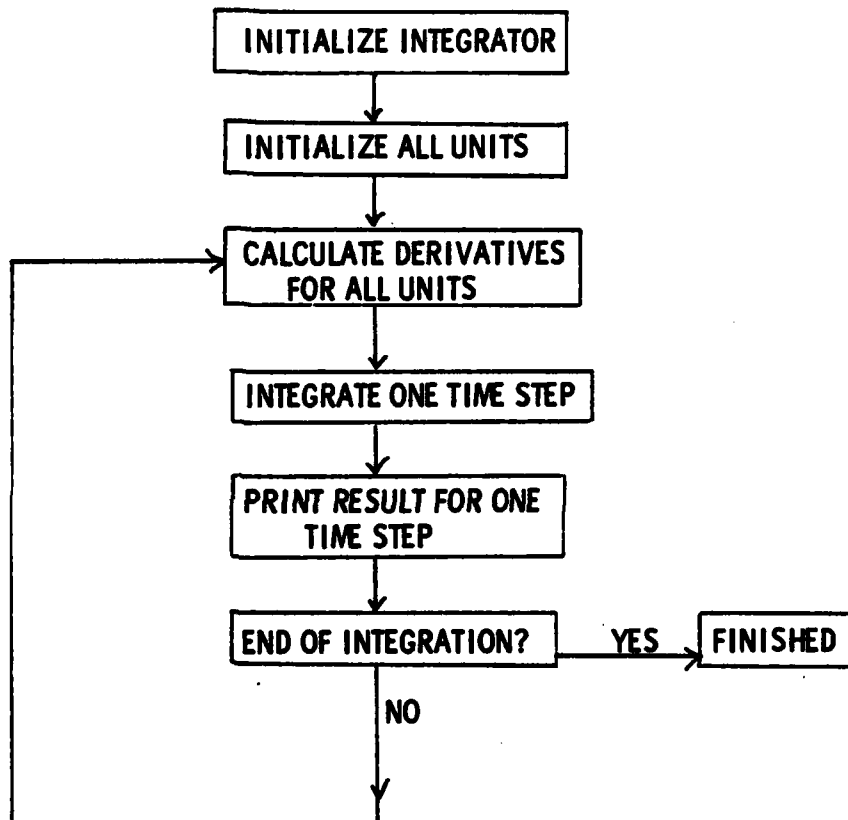 INITIALIZE INTEGRATOR
INITIALIZE ALL UNITS
CALCULATE DERIVATIVES
FOR ALL UNITS
INTEGRATE ONE TIME STEP
PRINT RESULT FOR ONE
TIME STEP
END OF INTEGRATION?
YES
FINISHED
NO